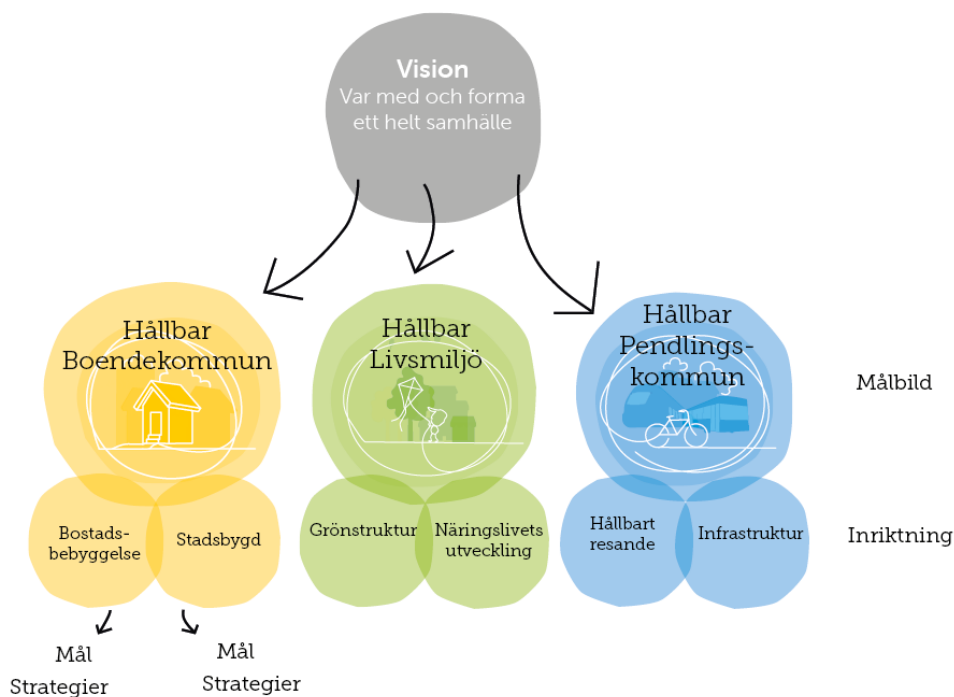 Vision
Var med och forma
ett helt samhälle
Hållbar
Boendekommun
Hållbar
Livsmiljö
Hållbar
Pendlings-
kommun
Målbild
Bostads-
bebyggelse
Stadsbygd
Grönstruktur
Näringslivets
utveckling
Hållbart
resande
Infrastruktur
Inriktning
Mål
Strategier
Mål
Strategier